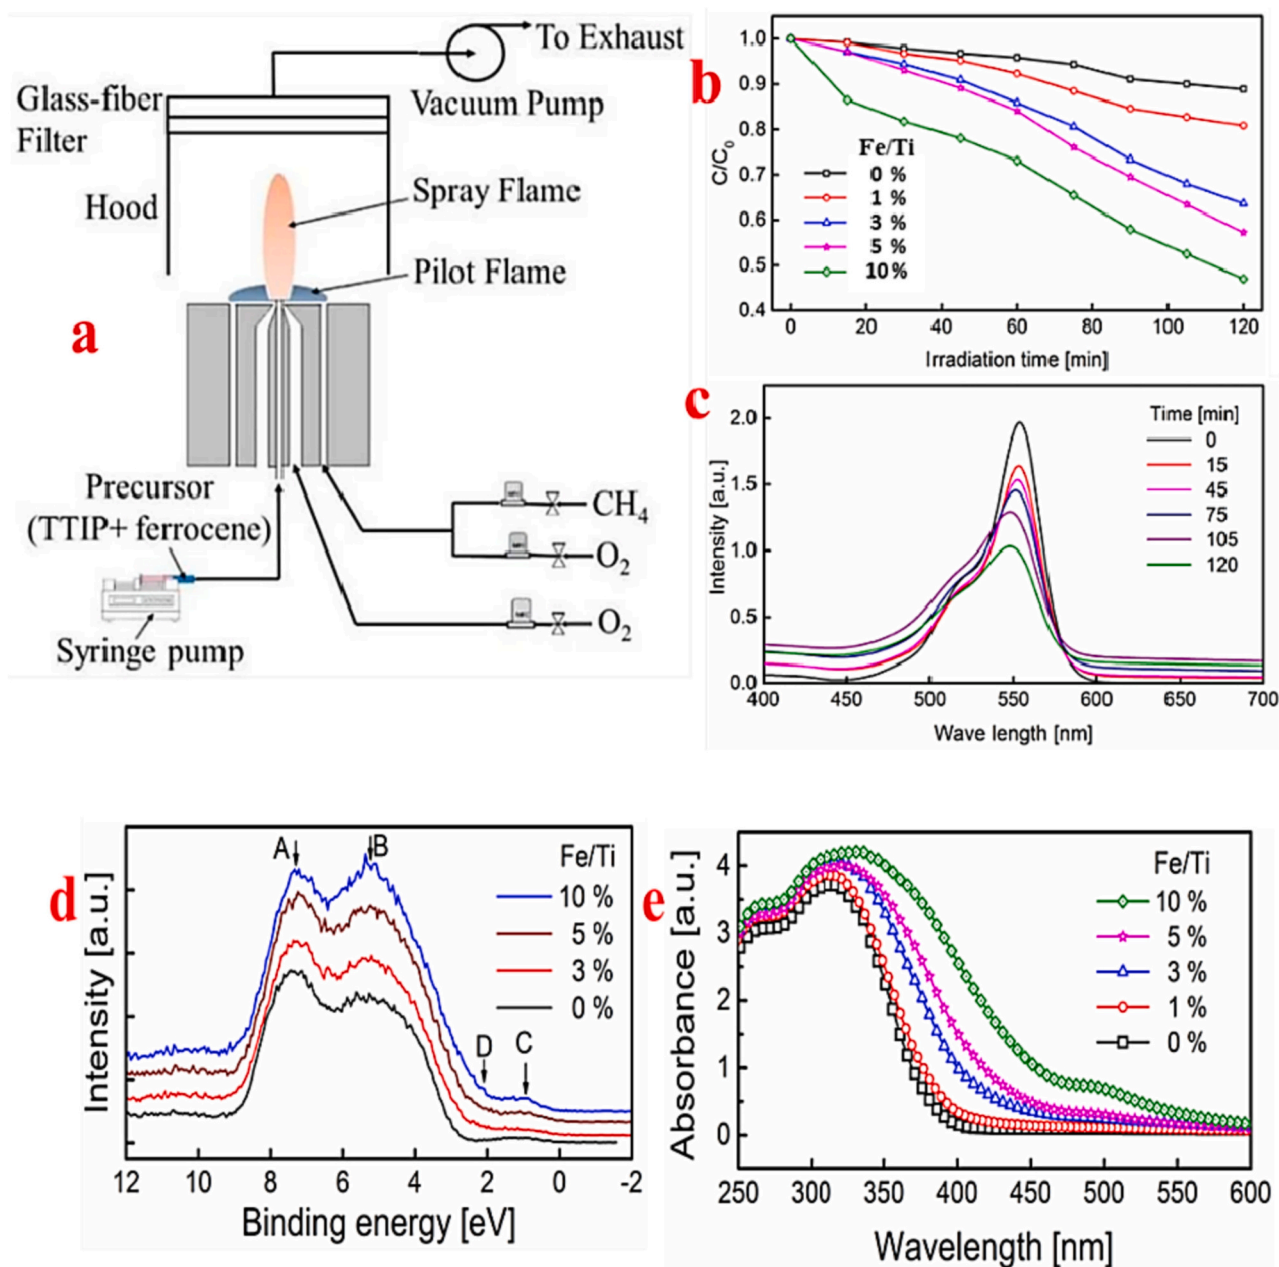 To Exhaust
Glass-fiber
Filter
Vacuum Pump
Hood
Spray Flame
Pilot Flame
a
Precursor
(TTIP+ ferrocene)
CH4
O2
O2
Syringe pump
b
1.0
0.9
0.8
0.7
0.6
0.5
0.4
C/C0
Fe/Ti
0 %
1 %
3 %
5 %
10 %
0 20 40 60 80 100 120
Irradiation time [min]
c
2.0
1.5
1.0
0.5
0.0
Intensity [a.u.]
Time [min]
0
15
45
75
105
120
400 450 500 550 600 650 700
Wave length [nm]
d
A B
Fe/Ti
10 %
5 %
3 %
0 %
D C
Intensity [a.u.]
12 10 8 6 4 2 0 -2
Binding energy [eV]
e
4
3
2
1
0
Absorbance [a.u.]
Fe/Ti
10 %
5 %
3 %
1 %
0 %
250 300 350 400 450 500 550 600
Wavelength [nm]